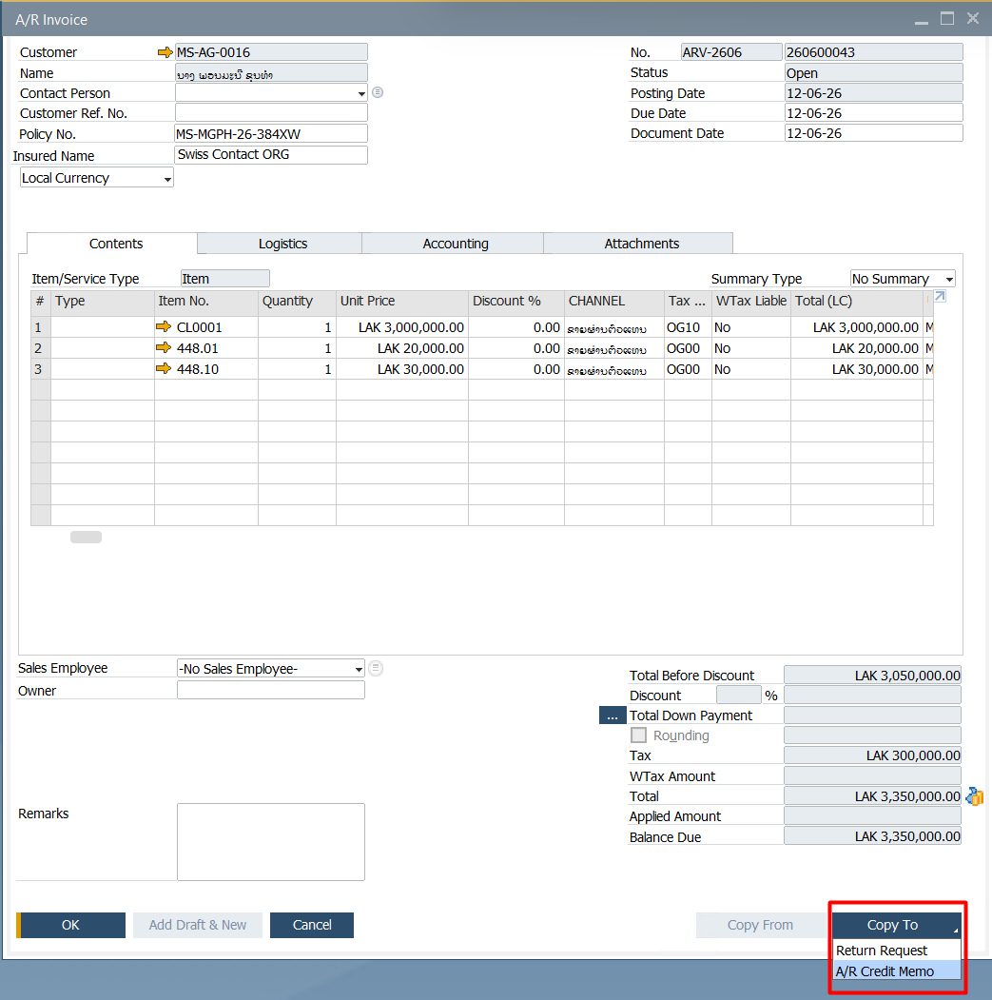 A/R Invoice
Customer MS-AG-0016
Name ນາງ ພອນມະນີ ຂຸນທຳ
Contact Person
Customer Ref. No.
Policy No. MS-MGPH-26-384XW
Insured Name Swiss Contact ORG
Local Currency
No. ARV-2606 260600043
Status Open
Posting Date 12-06-26
Due Date 12-06-26
Document Date 12-06-26
Contents Logistics Accounting Attachments
Item/Service Type Item Summary Type No Summary
# Type Item No. Quantity Unit Price Discount % CHANNEL Tax ... WTax Liable Total (LC)
1 CL0001 1 LAK 3,000,000.00 0.00 ຂາຍຜ່ານຕົວແທນ OG10 No LAK 3,000,000.00 M
2 448.01 1 LAK 20,000.00 0.00 ຂາຍຜ່ານຕົວແທນ OG00 No LAK 20,000.00 M
3 448.10 1 LAK 30,000.00 0.00 ຂາຍຜ່ານຕົວແທນ OG00 No LAK 30,000.00 M
Sales Employee -No Sales Employee-
Owner
Remarks
Total Before Discount LAK 3,050,000.00
Discount %
... Total Down Payment
Rounding
Tax LAK 300,000.00
WTax Amount
Total LAK 3,350,000.00
Applied Amount
Balance Due LAK 3,350,000.00
OK Add Draft & New Cancel Copy From Copy To
Return Request
A/R Credit Memo